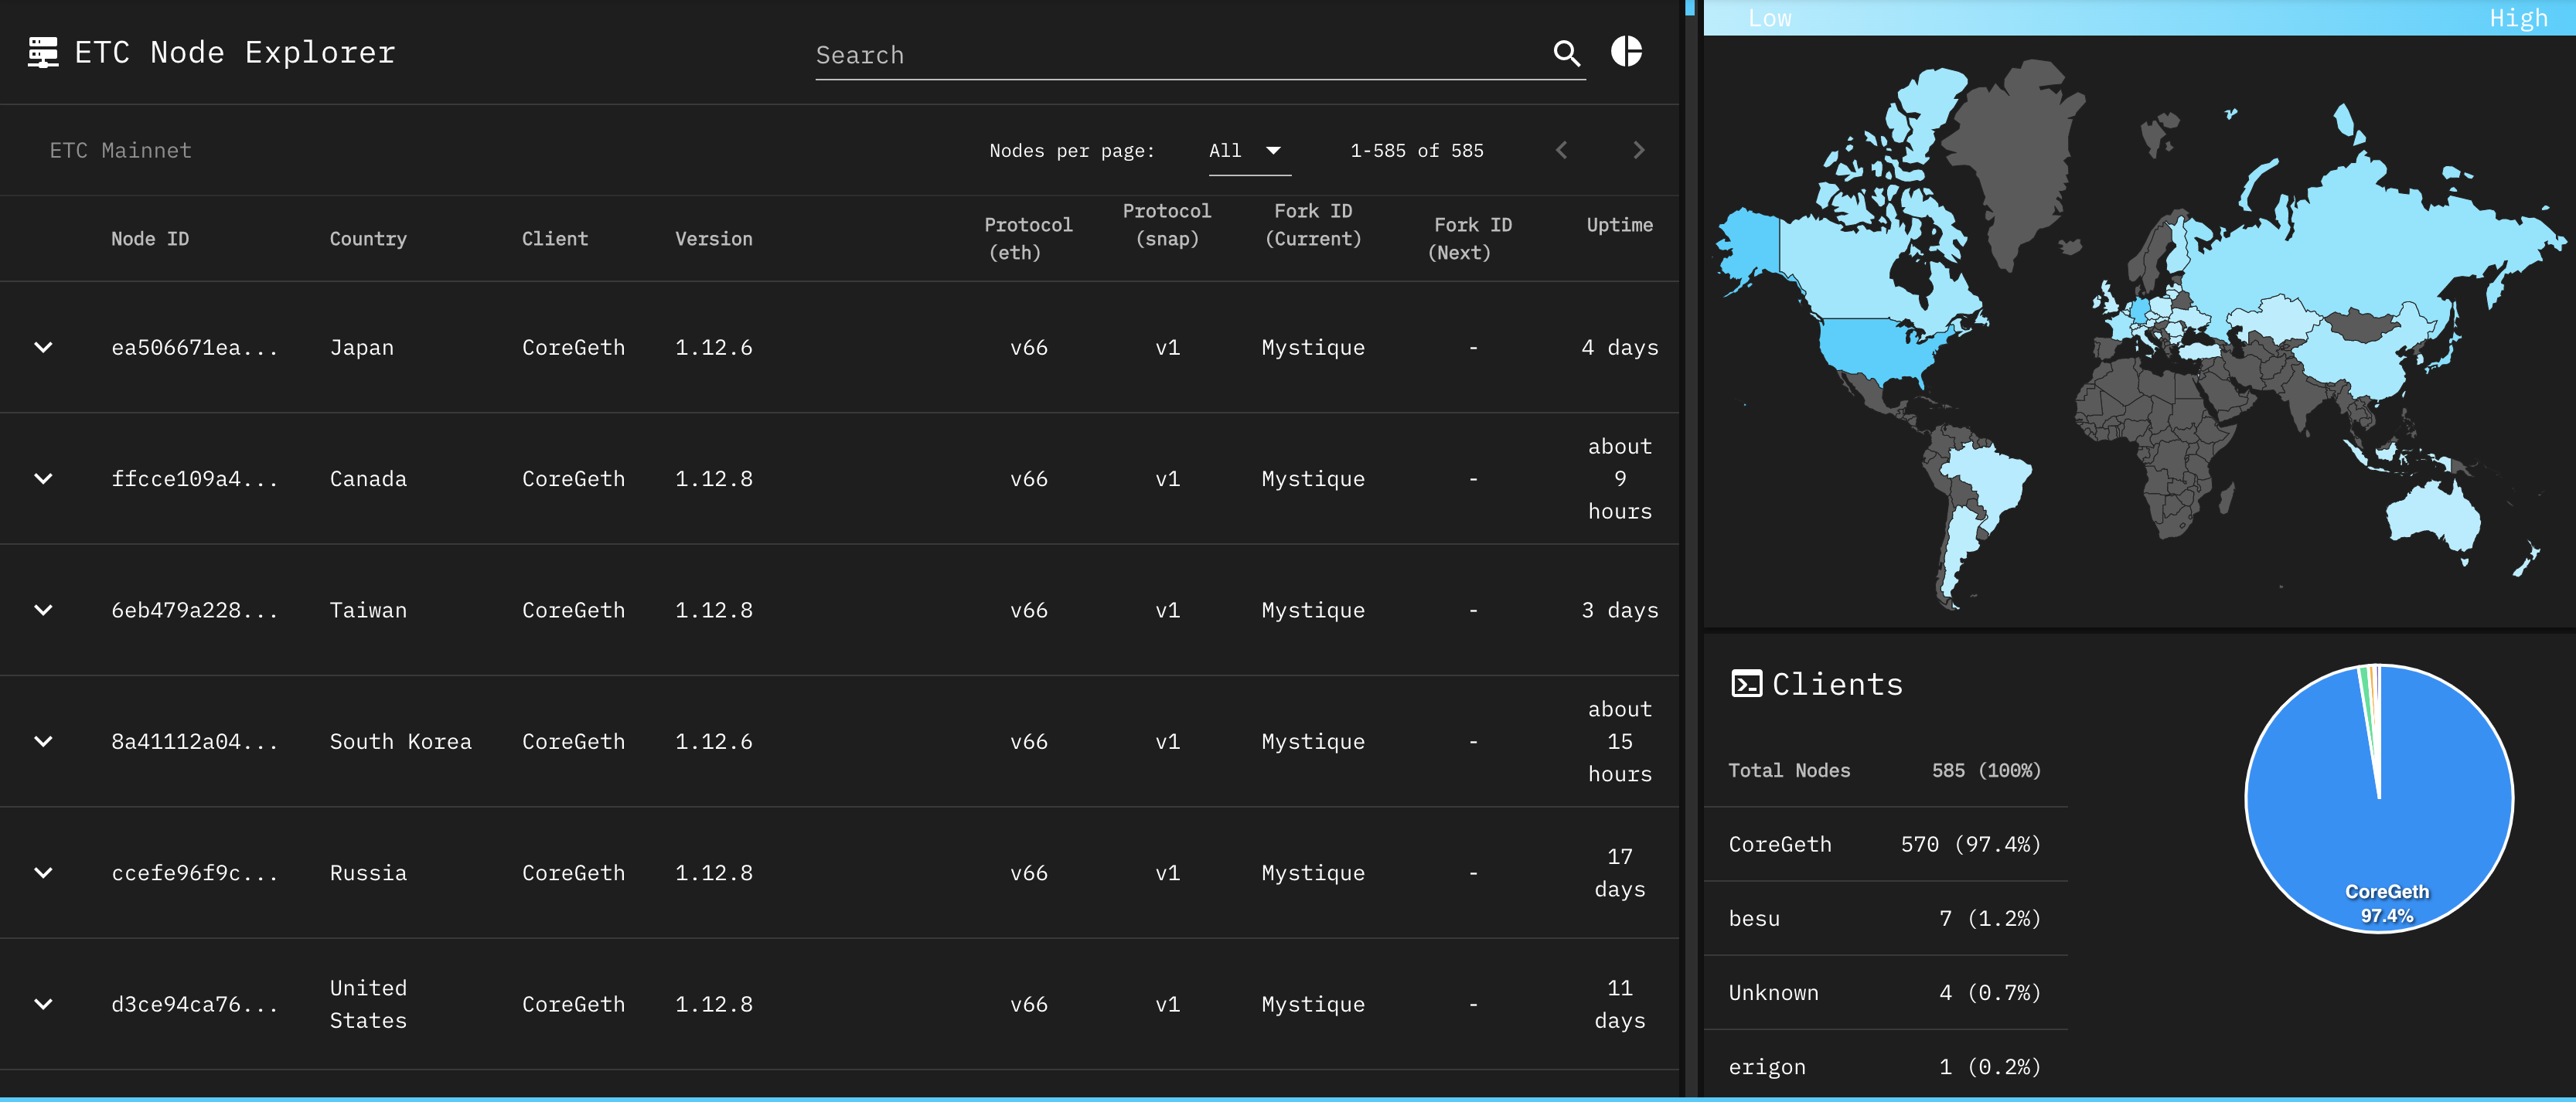 ETC Node Explorer
Search
ETC Mainnet
Nodes per page: All 1-585 of 585
Node ID Country Client Version Protocol (eth) Protocol (snap) Fork ID (Current) Fork ID (Next) Uptime
ea506671ea... Japan CoreGeth 1.12.6 v66 v1 Mystique - 4 days
ffcce109a4... Canada CoreGeth 1.12.8 v66 v1 Mystique - about 9 hours
6eb479a228... Taiwan CoreGeth 1.12.8 v66 v1 Mystique - 3 days
8a41112a04... South Korea CoreGeth 1.12.6 v66 v1 Mystique - about 15 hours
ccefe96f9c... Russia CoreGeth 1.12.8 v66 v1 Mystique - 17 days
d3ce94ca76... United States CoreGeth 1.12.8 v66 v1 Mystique - 11 days
Low High
Clients
Total Nodes 585 (100%)
CoreGeth 570 (97.4%)
besu 7 (1.2%)
Unknown 4 (0.7%)
erigon 1 (0.2%)
CoreGeth
97.4%